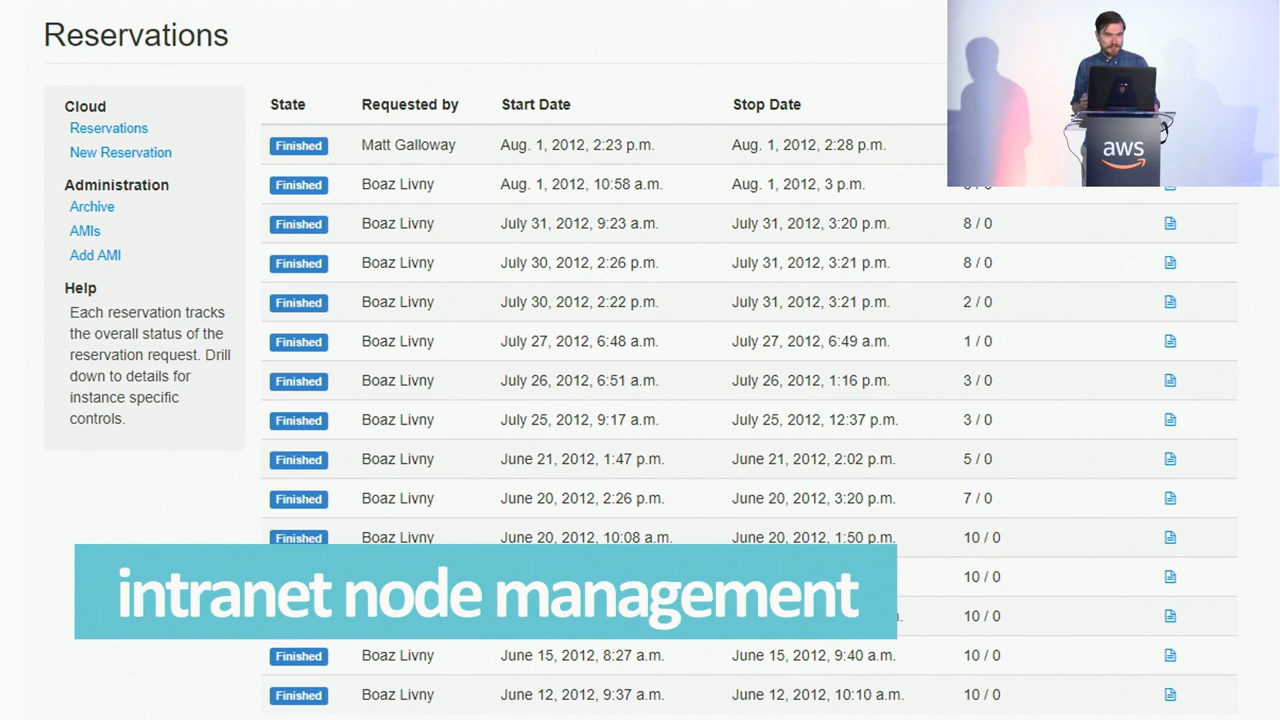 Reservations
aws
Cloud
Reservations
New Reservation
Administration
Archive
AMIs
Add AMI
Help
Each reservation tracks
the overall status of the
reservation request. Drill
down to details for
instance specific
controls.
State Requested by Start Date Stop Date
Finished Matt Galloway Aug. 1, 2012, 2:23 p.m. Aug. 1, 2012, 2:28 p.m.
Finished Boaz Livny Aug. 1, 2012, 10:58 a.m. Aug. 1, 2012, 3 p.m.
Finished Boaz Livny July 31, 2012, 9:23 a.m. July 31, 2012, 3:20 p.m. 8 / 0
Finished Boaz Livny July 30, 2012, 2:26 p.m. July 31, 2012, 3:21 p.m. 8 / 0
Finished Boaz Livny July 30, 2012, 2:22 p.m. July 31, 2012, 3:21 p.m. 2 / 0
Finished Boaz Livny July 27, 2012, 6:48 a.m. July 27, 2012, 6:49 a.m. 1 / 0
Finished Boaz Livny July 26, 2012, 6:51 a.m. July 26, 2012, 1:16 p.m. 3 / 0
Finished Boaz Livny July 25, 2012, 9:17 a.m. July 25, 2012, 12:37 p.m. 3 / 0
Finished Boaz Livny June 21, 2012, 1:47 p.m. June 21, 2012, 2:02 p.m. 5 / 0
Finished Boaz Livny June 20, 2012, 2:26 p.m. June 20, 2012, 3:20 p.m. 7 / 0
Finished Boaz Livny June 20, 2012, 10:08 a.m. June 20, 2012, 1:50 p.m. 10 / 0
10 / 0
intranet node management
10 / 0
Finished Boaz Livny June 15, 2012, 8:27 a.m. June 15, 2012, 9:40 a.m. 10 / 0
Finished Boaz Livny June 12, 2012, 9:37 a.m. June 12, 2012, 10:10 a.m. 10 / 0